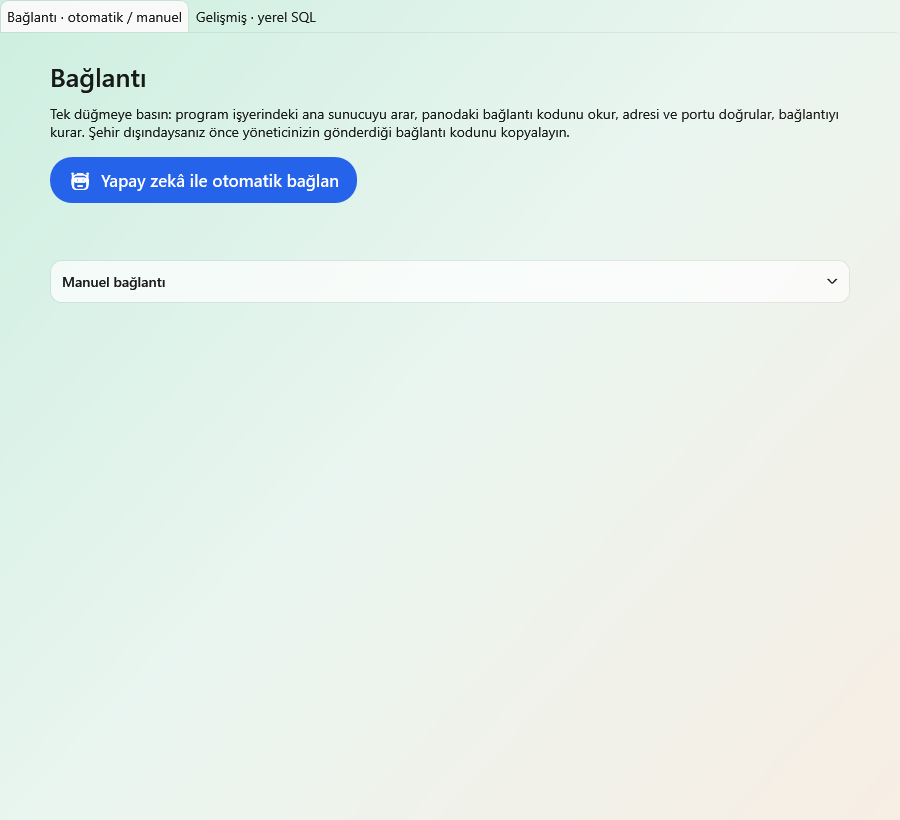 Bağlantı · otomatik / manuel
Gelişmiş · yerel SQL
Bağlantı
Tek düğmeye basın: program işyerindeki ana sunucuyu arar, panodaki bağlantı kodunu okur, adresi ve portu doğrular, bağlantıyı
kurar. Şehir dışındaysanız önce yöneticinizin gönderdiği bağlantı kodunu kopyalayın.
Yapay zekâ ile otomatik bağlan
Manuel bağlantı